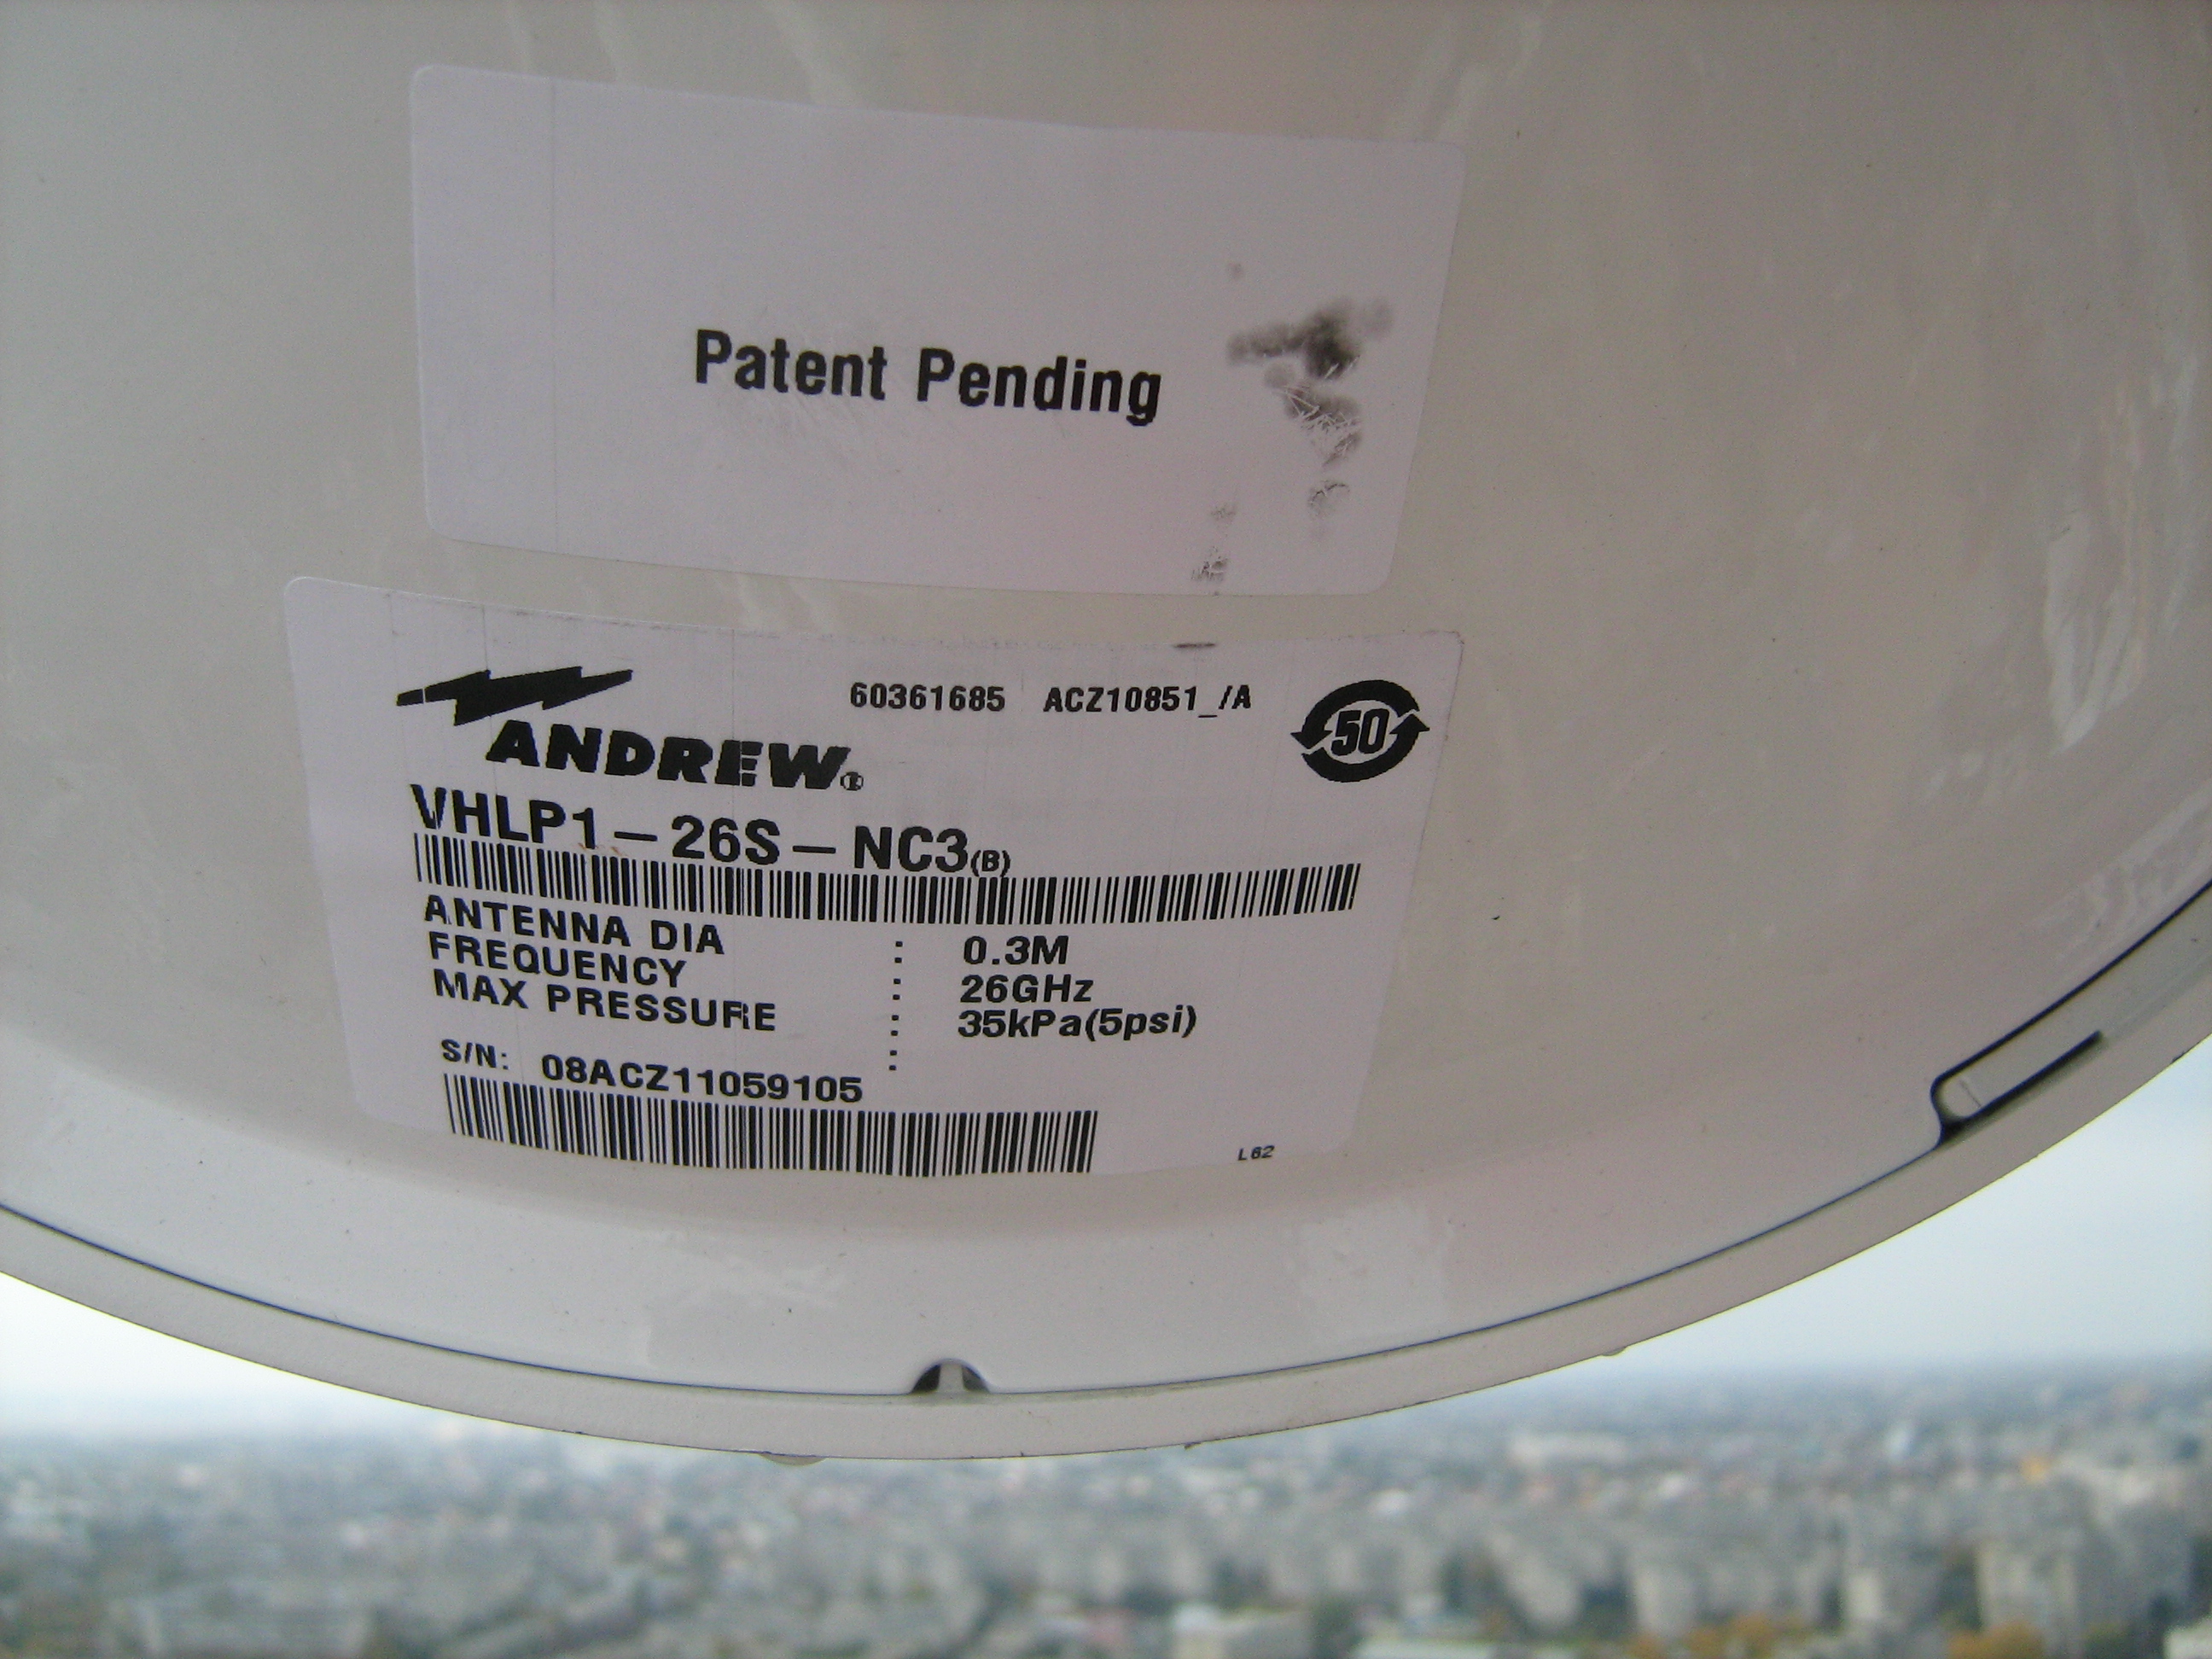 Patent Pending
60361685 ACZ10851_/A
50
ANDREW®
VHLP1-26S-NC3(B)
ANTENNA DIA : 0.3M
FREQUENCY : 26GHz
MAX PRESSURE : 35kPa(5psi)
:
S/N: 08ACZ11059105
L62